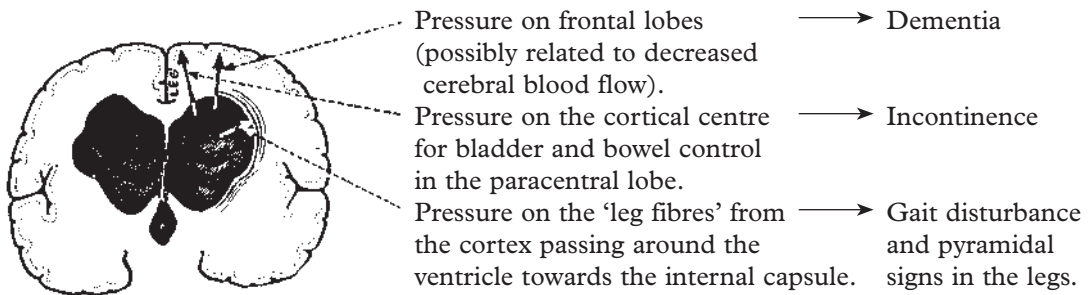 Pressure on frontal lobes → Dementia
(possibly related to decreased
cerebral blood flow).
Pressure on the cortical centre → Incontinence
for bladder and bowel control
in the paracentral lobe.
Pressure on the ‘leg fibres’ from → Gait disturbance
the cortex passing around the and pyramidal
ventricle towards the internal capsule. signs in the legs.
LEG